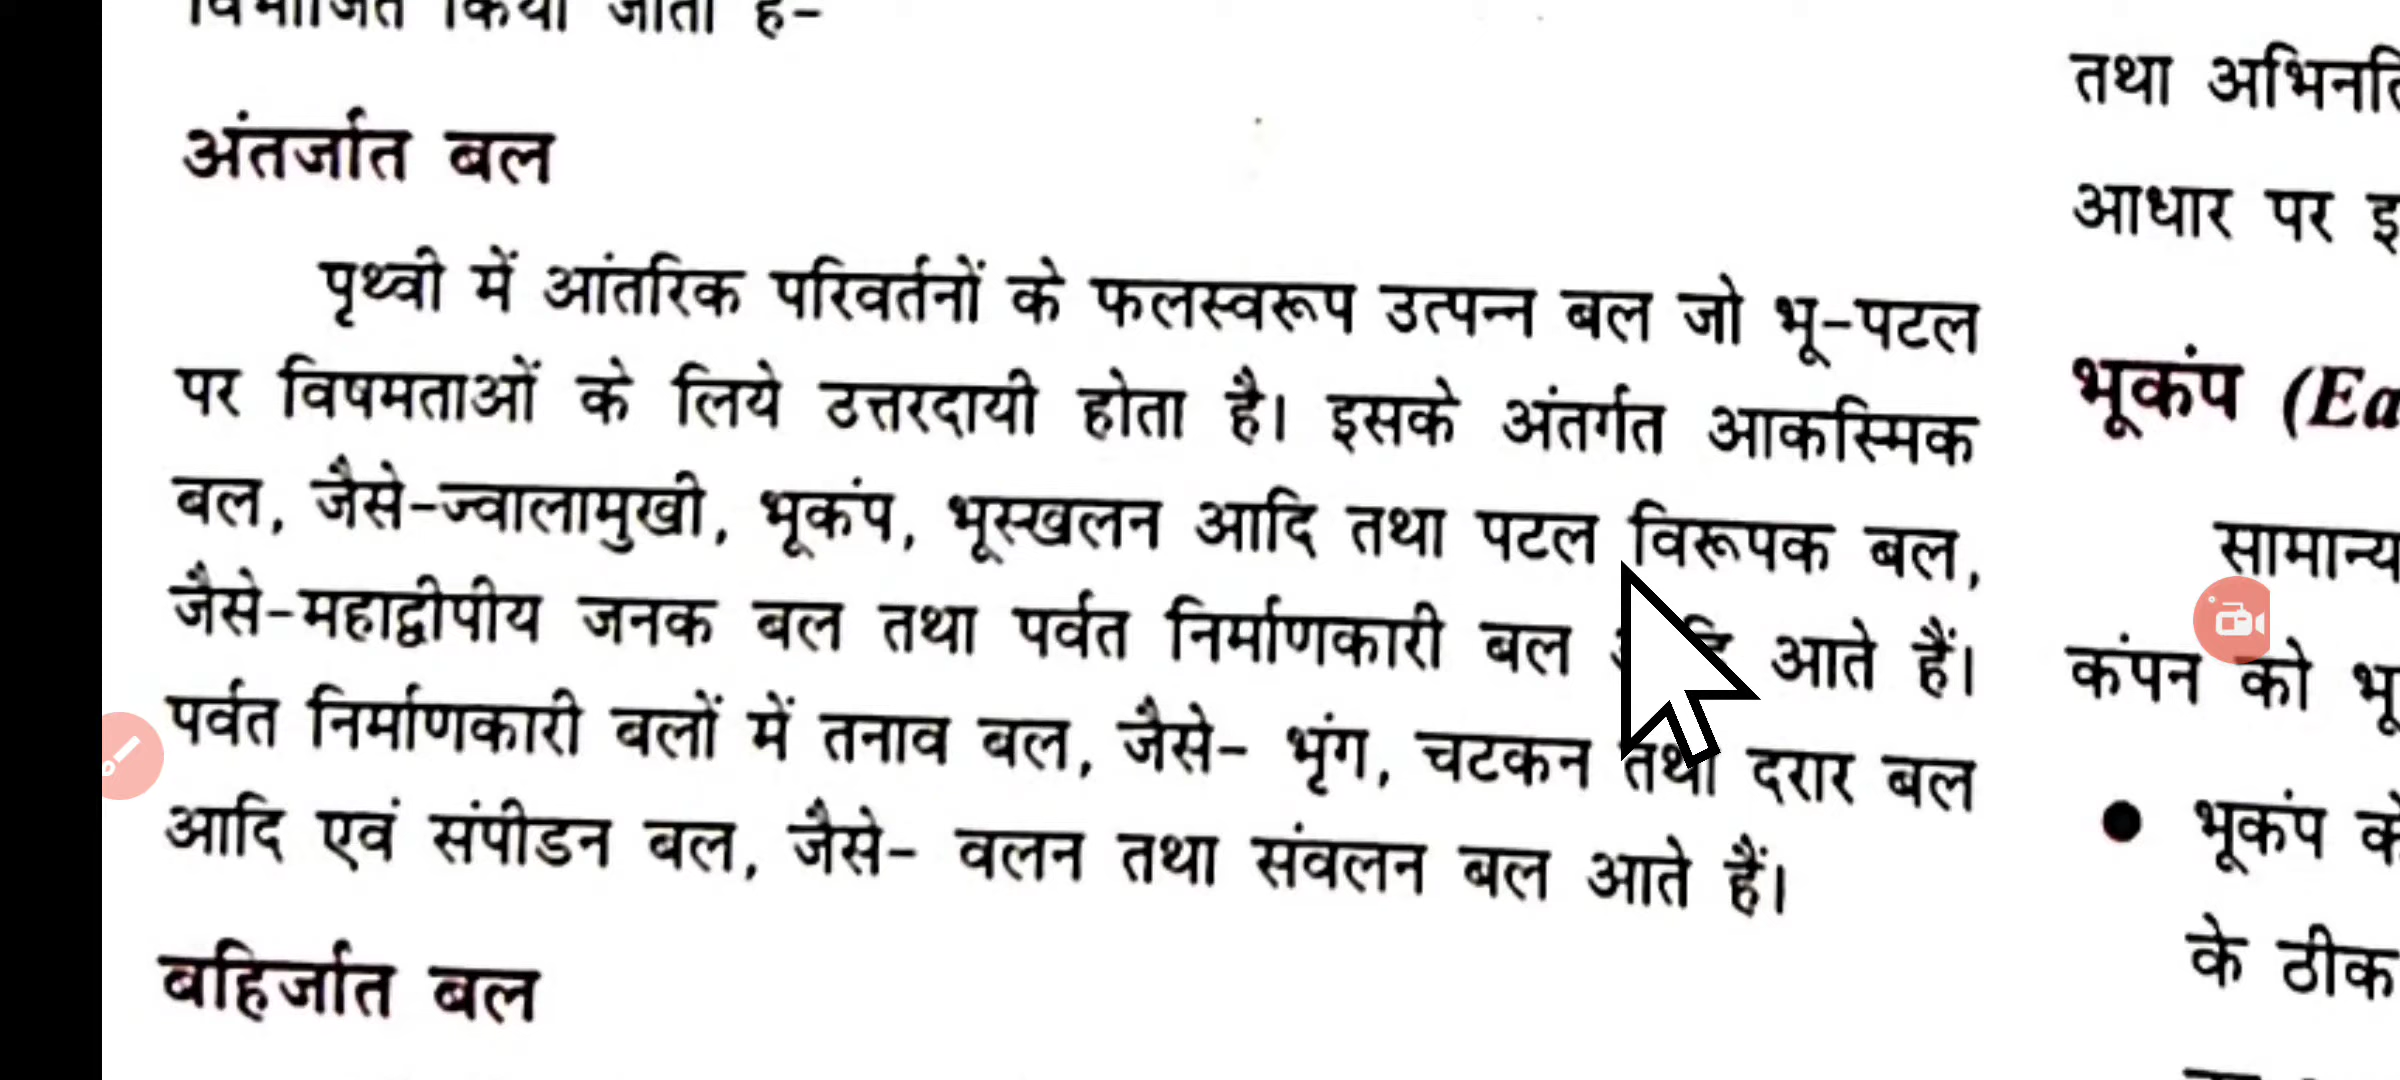 विभाजित किया जाता है-
अंतर्जात बल
पृथ्वी में आंतरिक परिवर्तनों के फलस्वरूप उत्पन्न बल जो भू-पटल
पर विषमताओं के लिये उत्तरदायी होता है। इसके अंतर्गत आकस्मिक
बल, जैसे-ज्वालामुखी, भूकंप, भूस्खलन आदि तथा पटल विरूपक बल,
जैसे-महाद्वीपीय जनक बल तथा पर्वत निर्माणकारी बल आते हैं।
पर्वत निर्माणकारी बलों में तनाव बल, जैसे- भृंग, चटकन तथा दरार बल
आदि एवं संपीडन बल, जैसे- वलन तथा संवलन बल आते हैं।
बहिर्जात बल
तथा
आधार पर
भूकंप
सामान्य
कंपन को
● भूकंप
के ठीक